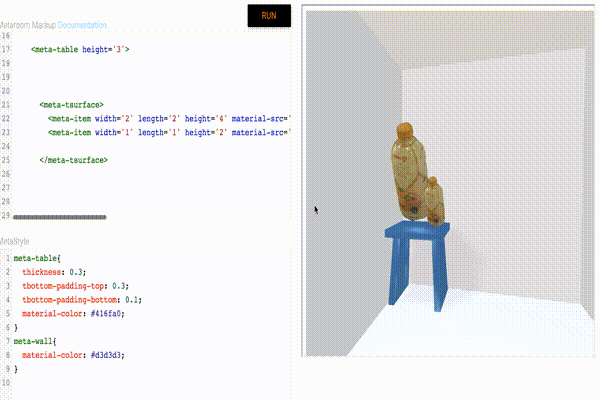 RUN
Metaroom Markup Documentation
16
17 <meta-table height='3'>
18
19
20
21 <meta-tsurface>
22 <meta-item width='2' length='2' height='4' material-src='
23 <meta-item width='1' length='1' height='2' material-src='
24
25 </meta-tsurface>
26
27
28
29
MetaStyle
1 meta-table{
2 thickness: 0.3;
3 tbottom-padding-top: 0.3;
4 tbottom-padding-bottom: 0.1;
5 material-color: #416fa0;
6 }
7 meta-wall{
8 material-color: #d3d3d3;
9 }
10